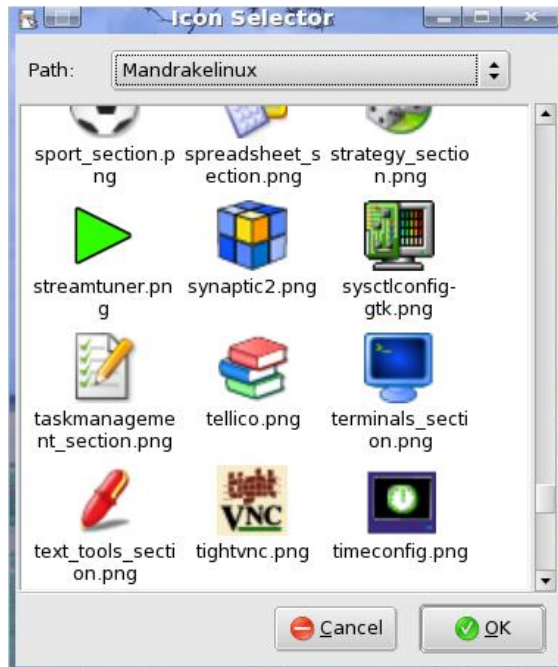 Icon Selector
Path: Mandrakelinux
sport_section.p spreadsheet_s strategy_sectio
ng ection.png n.png
streamtuner.pn synaptic2.png sysctlconfig-
g gtk.png
>_
taskmanageme tellico.png terminals_secti
nt_section.png on.png
tight
VNC
text_tools_secti tightvnc.png timeconfig.png
on.png
Cancel OK